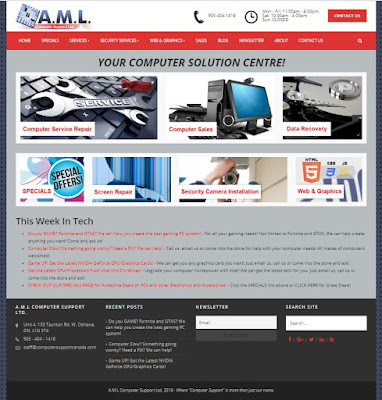 A.M.L.
905-404-1418
Mon - Fri: 11:00am - 6:00pm
Sat: 10:00am - 4:00pm
Sun: CLOSED
CONTACT US
HOME SPECIALS SERVICES SECURITY SERVICES WEB & GRAPHICS SALES BLOG NEWSLETTER ABOUT CONTACT US
YOUR COMPUTER SOLUTION CENTRE!
SERVICE
Computer Service Repair
Computer Sales
Data Recovery
SPECIAL
OFFERS!
SPECIALS
Screen Repair
Security Camera Installation
HTML CSS JS
5 3
Web & Graphics
This Week In Tech
Do you GAME? Fortnite and GTA5? We can help you create the best gaming PC system! - For all your gaming needs! Not limited to Fortnite and GTA5. We can help create
anything you want! Come and ask us!
Computer Slow? Something going wonky? Need a FIX? We can help! - Call us, email us or come into the store for help with your computer needs! All makes of computers
welcomed!
Game UP! Get the Latest NVIDIA GeForce GPU/Graphics Cards! - We can get you any graphics card you want! Just email us, call us or come into the store and ask!
Get the Latest CPU Processors from Intel this Christmas! - Upgrade your computer horsepower with Intel! We can get the latest tech for you! Just email us, call us or
come into the store and ask!
CHECK OUT our SPECIALS PAGE for Awesome Deals on PCs and other Electronics and Accessories! - Click the SPECIALS link above or CLICK HERE for Great Deals!
A.M.L COMPUTER SUPPORT
LTD.
Unit 4, 133 Taunton Rd. W, Oshawa,
ON, L1G 3T4
905 - 404 - 1418
staff@computersupportcanada.com
RECENT POSTS
Do you GAME? Fortnite and GTA5? We
can help you create the best gaming PC
system!
Computer Slow? Something going
wonky? Need a FIX? We can help!
Game UP! Get the Latest NVIDIA
GeForce GPU/Graphics Cards!
NEWSLETTER
Email
SEARCH SITE
Search ...
A.M.L Computer Support Ltd. 2018 - Where "Computer Support" is more than just our name.